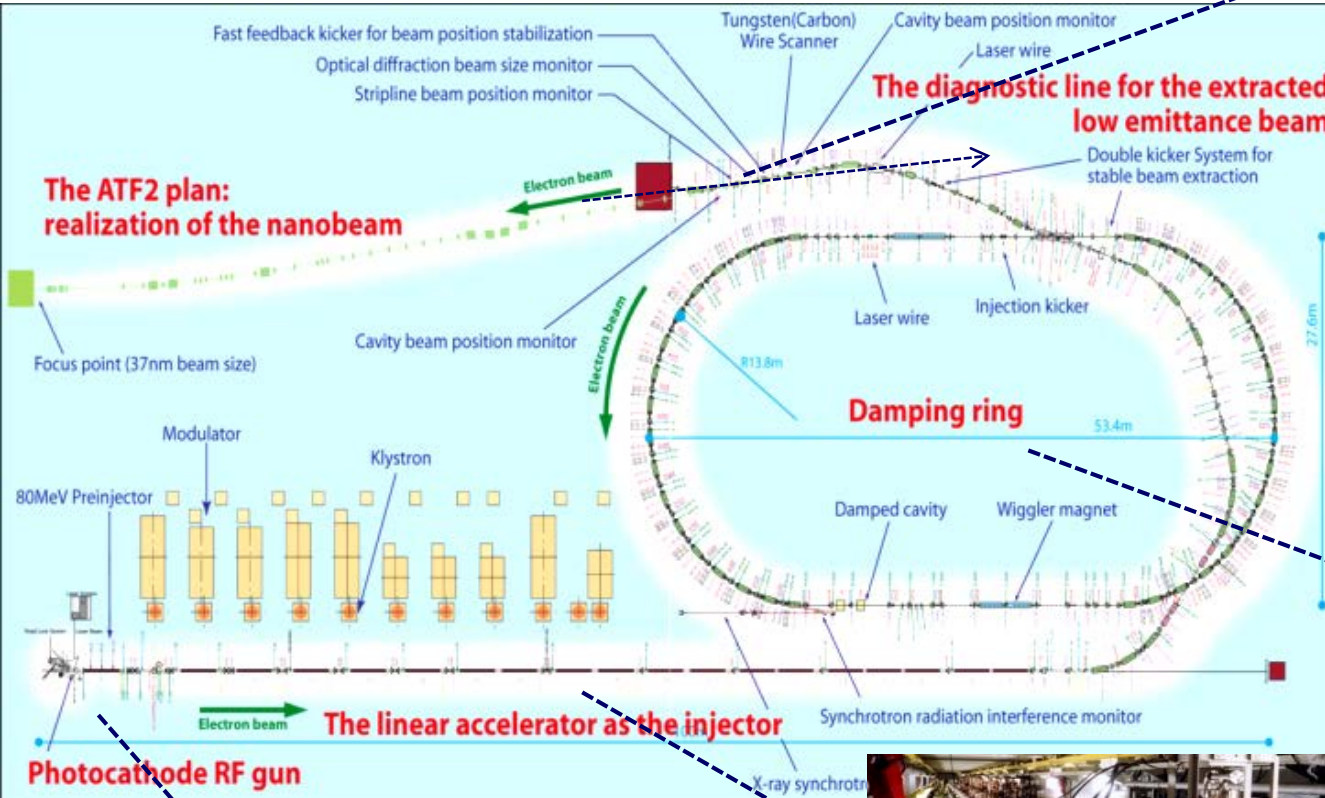 Fast feedback kicker for beam position stabilization
Optical diffraction beam size monitor
Stripline beam position monitor
Tungsten(Carbon)
Wire Scanner
Cavity beam position monitor
Laser wire
The diagnostic line for the extracted
low emittance beam
Double kicker System for
stable beam extraction
The ATF2 plan:
realization of the nanobeam
Electron beam
Focus point (37nm beam size)
Cavity beam position monitor
Electron beam
Laser wire
Injection kicker
27.6m
R13.8m
Damping ring
53.4m
Modulator
Klystron
80MeV Preinjector
Damped cavity
Wiggler magnet
Electron beam
The linear accelerator as the injector
Synchrotron radiation interference monitor
Photocathode RF gun
X-ray